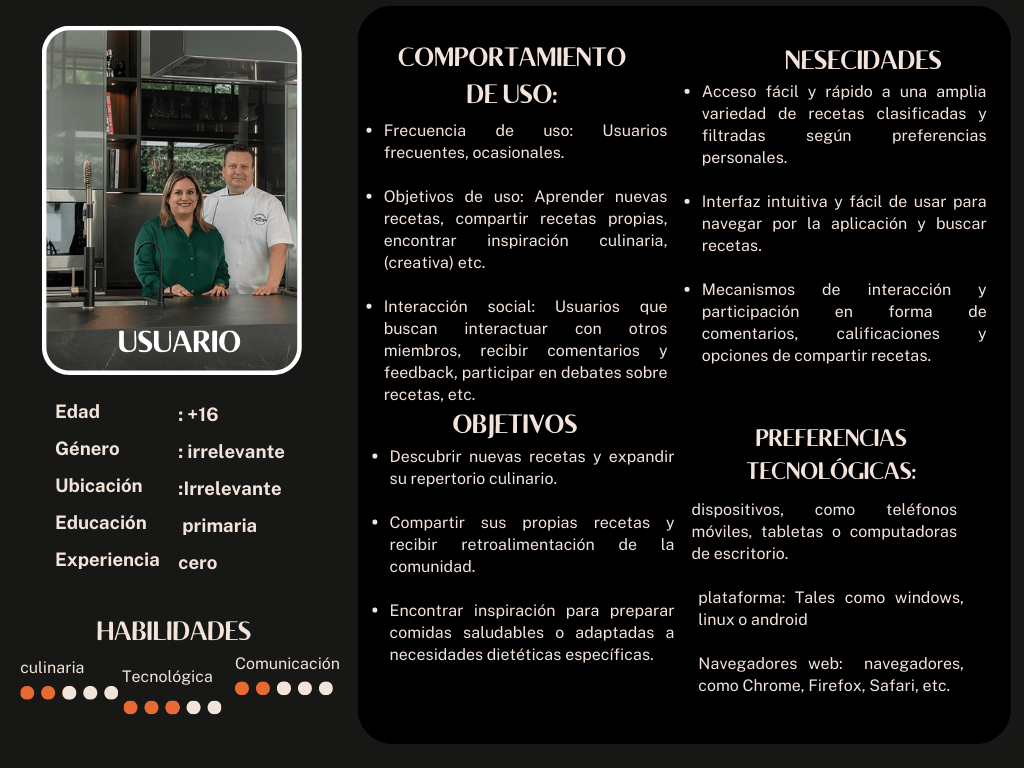 USUARIO
Edad : +16
Género : irrelevante
Ubicación :Irrelevante
Educación primaria
Experiencia cero
HABILIDADES
culinaria
Tecnológica
Comunicación
COMPORTAMIENTO
DE USO:
• Frecuencia de uso: Usuarios
frecuentes, ocasionales.
• Objetivos de uso: Aprender nuevas
recetas, compartir recetas propias,
encontrar inspiración culinaria,
(creativa) etc.
• Interacción social: Usuarios que
buscan interactuar con otros
miembros, recibir comentarios y
feedback, participar en debates sobre
recetas, etc.
OBJETIVOS
• Descubrir nuevas recetas y expandir
su repertorio culinario.
• Compartir sus propias recetas y
recibir retroalimentación de la
comunidad.
• Encontrar inspiración para preparar
comidas saludables o adaptadas a
necesidades dietéticas específicas.
NESECIDADES
• Acceso fácil y rápido a una amplia
variedad de recetas clasificadas y
filtradas según preferencias
personales.
• Interfaz intuitiva y fácil de usar para
navegar por la aplicación y buscar
recetas.
• Mecanismos de interacción y
participación en forma de
comentarios, calificaciones y
opciones de compartir recetas.
PREFERENCIAS
TECNOLÓGICAS:
dispositivos, como teléfonos
móviles, tabletas o computadoras
de escritorio.
plataforma: Tales como windows,
linux o android
Navegadores web: navegadores,
como Chrome, Firefox, Safari, etc.